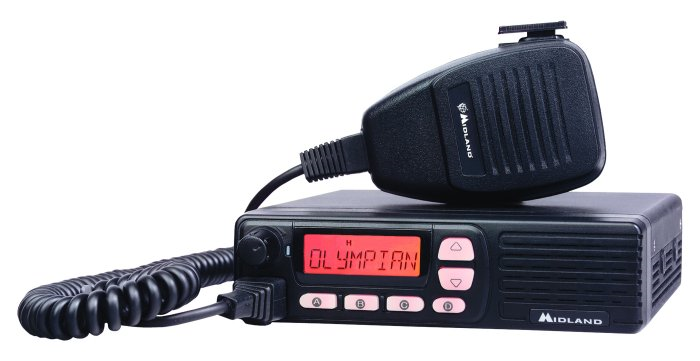 MIDLAND
H
OLYMPIAN
A B C D
MIDLAND